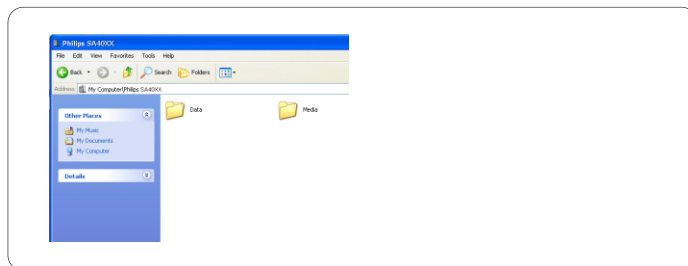 Philips SA40XX
File Edit View Favorites Tools Help
Back Search Folders
Address My Computer\Philips SA40XX
Other Places
My Music
My Documents
My Computer
Details
Data Media